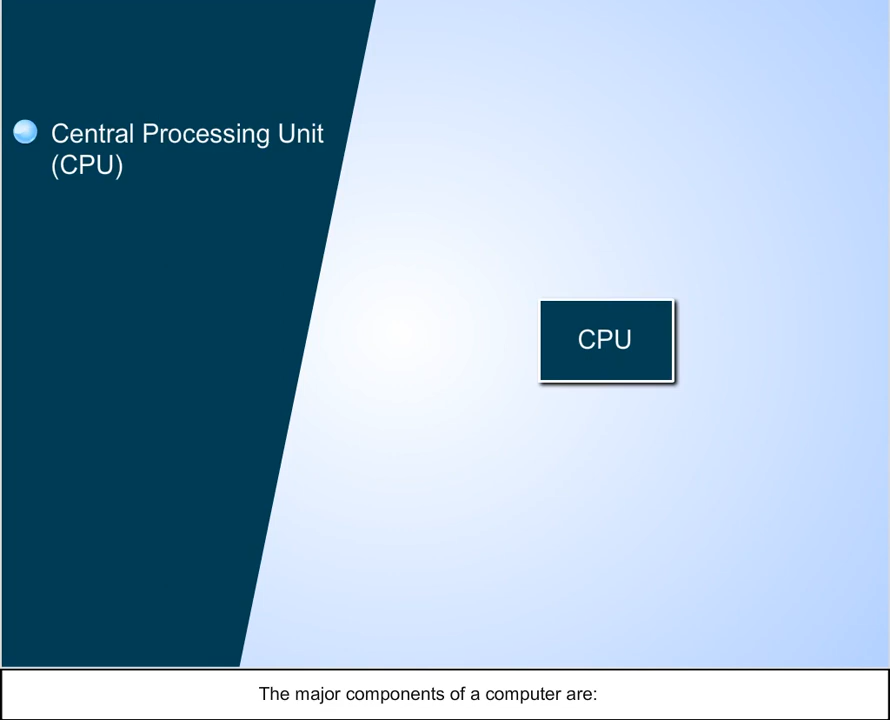 Central Processing Unit
(CPU)
CPU
The major components of a computer are: